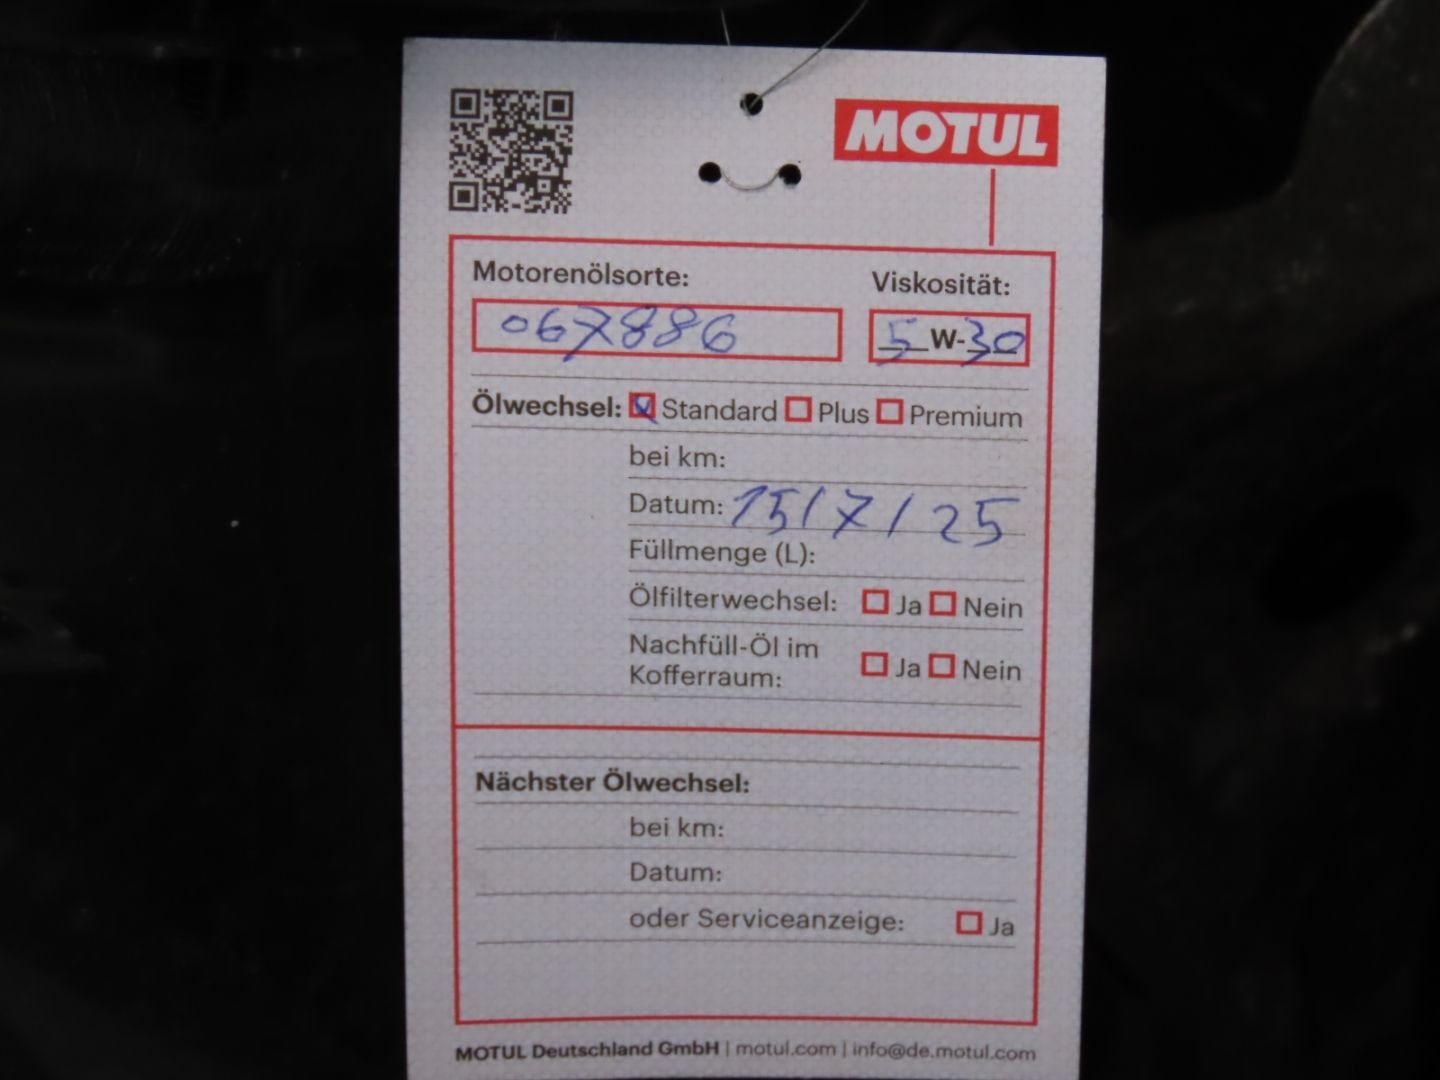 MOTUL
Motorenölsorte: Viskosität:
067886 5 W-30
Ölwechsel: Standard Plus Premium
bei km:
Datum: 15/7/25
Füllmenge (L):
Ölfilterwechsel: Ja Nein
Nachfüll-Öl im
Kofferraum: Ja Nein
Nächster Ölwechsel:
bei km:
Datum:
oder Serviceanzeige: Ja
MOTUL Deutschland GmbH | motul.com | info@de.motul.com